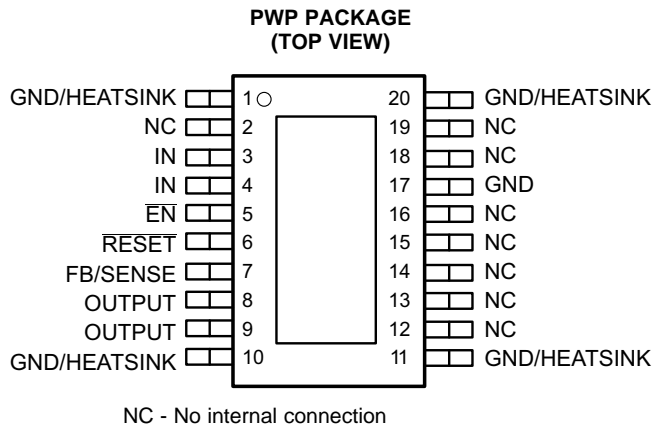 PWP PACKAGE
(TOP VIEW)
GND/HEATSINK 1 20 GND/HEATSINK
NC 2 19 NC
IN 3 18 NC
IN 4 17 GND
E̅N̅ 5 16 NC
R̅E̅S̅E̅T̅ 6 15 NC
FB/SENSE 7 14 NC
OUTPUT 8 13 NC
OUTPUT 9 12 NC
GND/HEATSINK 10 11 GND/HEATSINK
NC - No internal connection